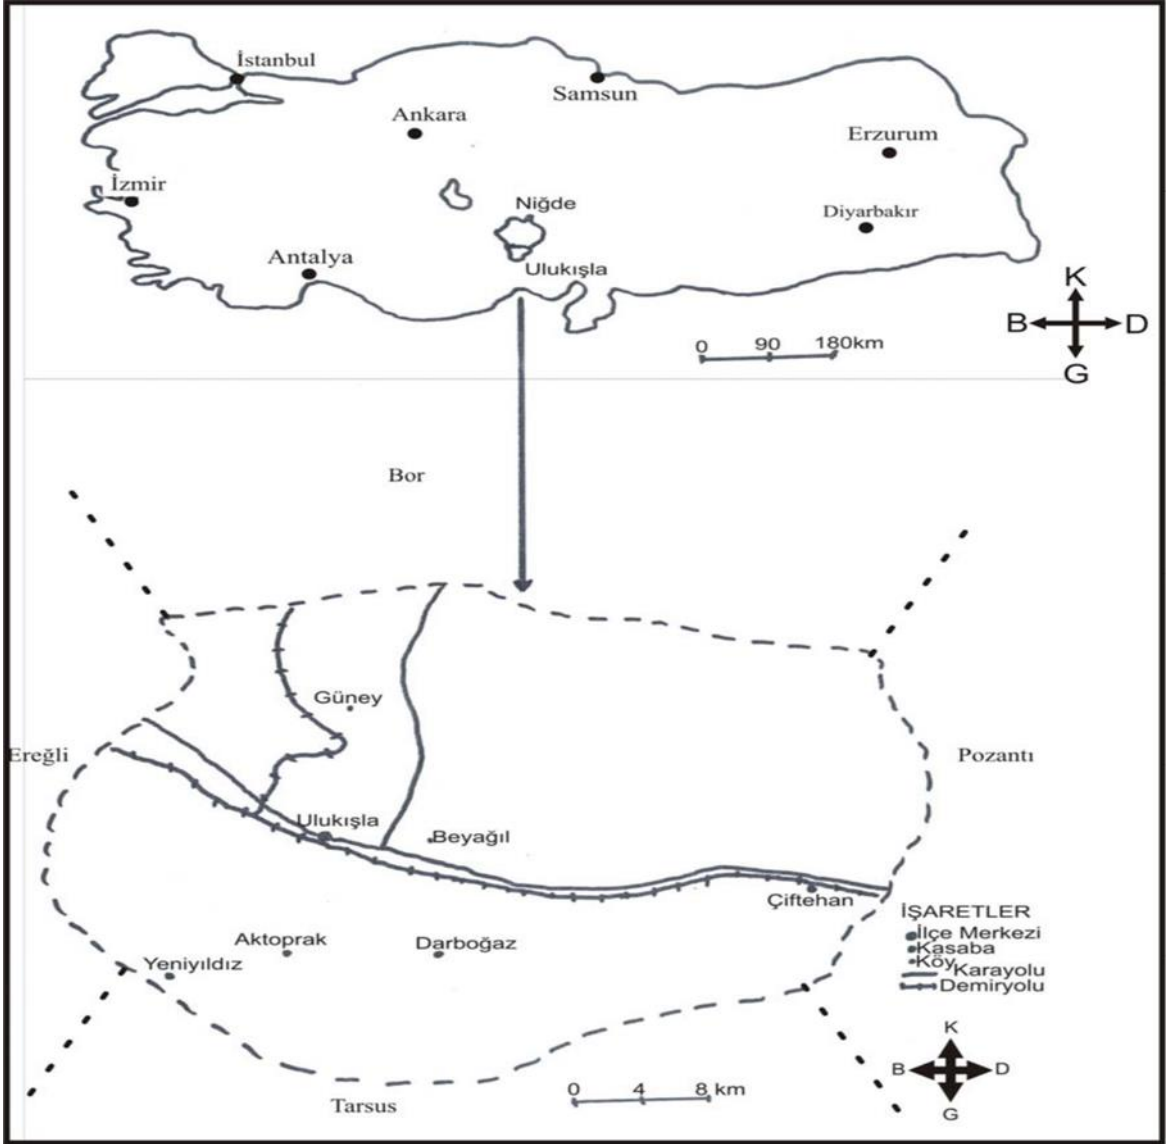 İstanbul
Samsun
Ankara
Erzurum
İzmir
Niğde
Diyarbakır
Antalya
Ulukışla
K
B D
G
0 90 180km
Bor
Güney
Ereğli
Pozantı
Ulukışla
Beyağıl
Çiftehan
İŞARETLER
İlçe Merkezi
Kasaba
Köy
Karayolu
Demiryolu
Aktoprak
Darboğaz
Yeniyıldız
K
B D
G
0 4 8 km
Tarsus